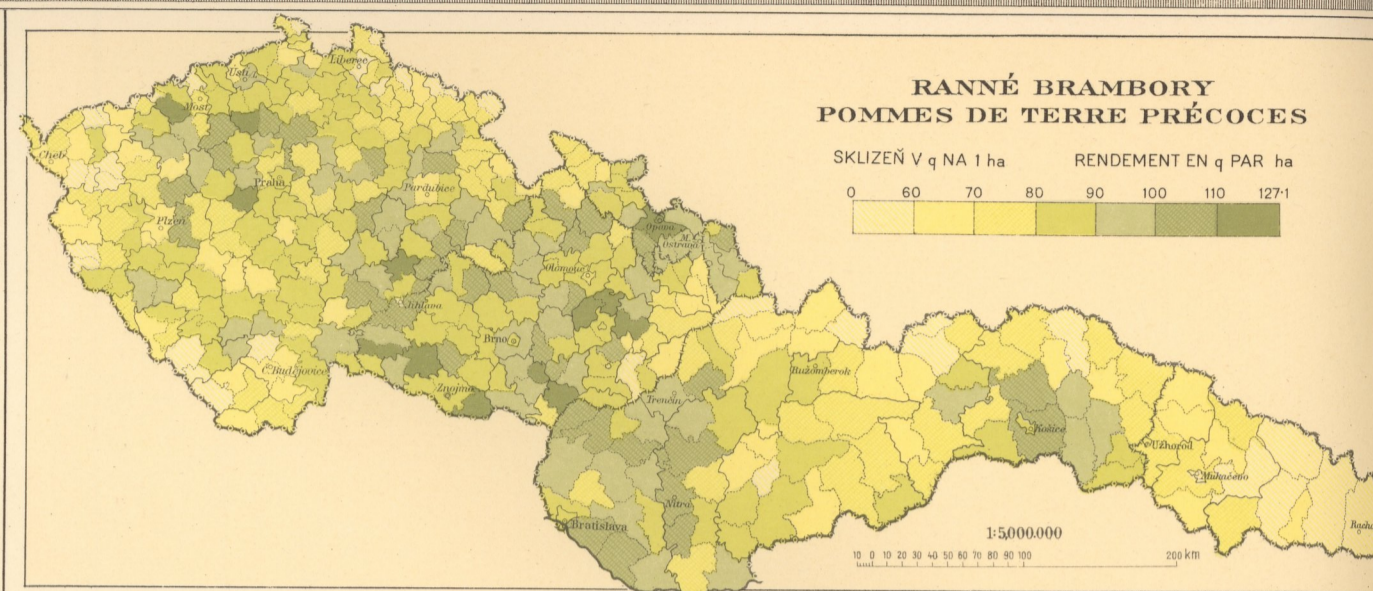 RANNÉ BRAMBORY
POMMES DE TERRE PRÉCOCES
SKLIZEŇ V q NA 1 ha
RENDEMENT EN q PAR ha
0 60 70 80 90 100 110 127·1
Liberec
Ústí
Most
Cheb
Praha
Pardubice
Plzeň
Opava
M. Ostrava
Olomouc
Jihlava
Brno
Č. Budějovice
Znojmo
Ružomberok
Trenčín
Košice
Užhorod
Mukačevo
Nitra
Bratislava
1:5,000.000
10 0 10 20 30 40 50 60 70 80 90 100 200 km